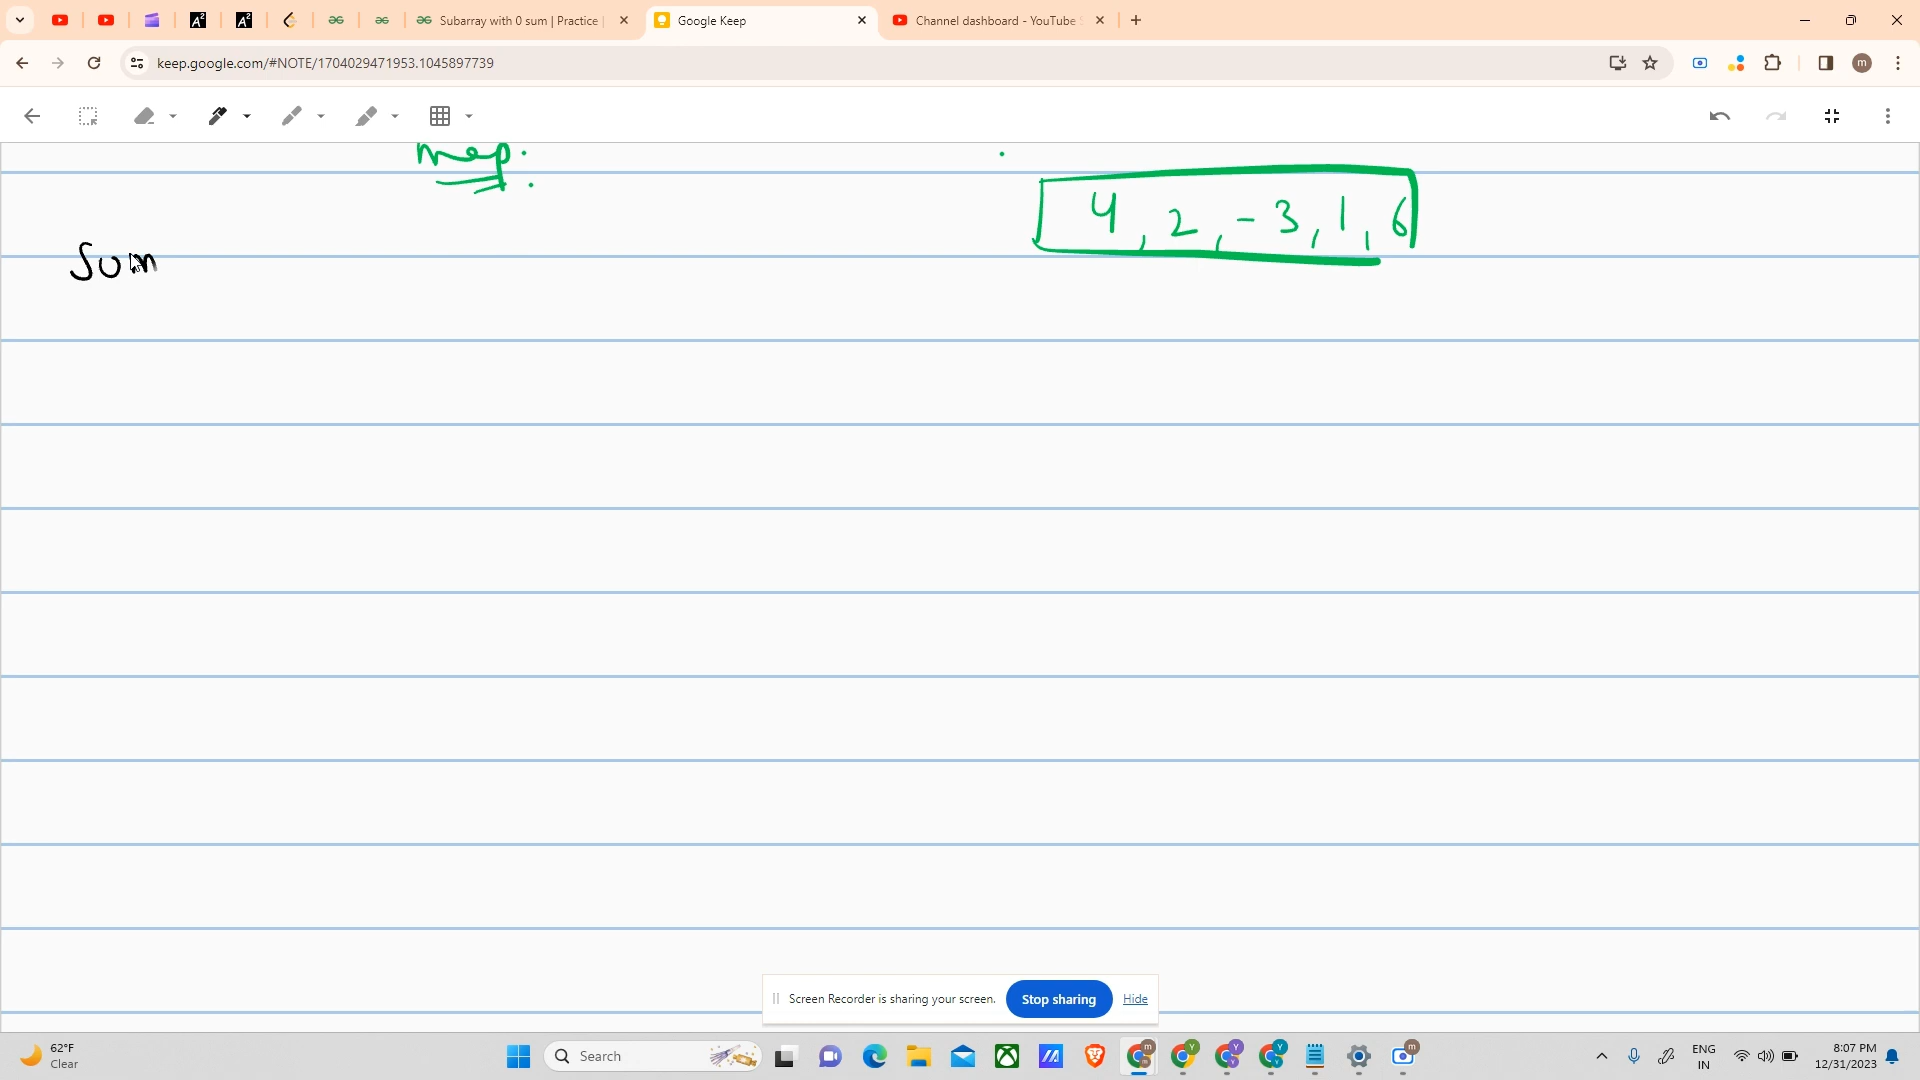 Subarray with 0 sum | Practice |
Google Keep
Channel dashboard - YouTube S
keep.google.com/#NOTE/1704029471953.1045897739
map:
4, 2, -3, 1, 6
Sum
Screen Recorder is sharing your screen.
Stop sharing
Hide
62°F
Clear
Search
ENG
IN
8:07 PM
12/31/2023